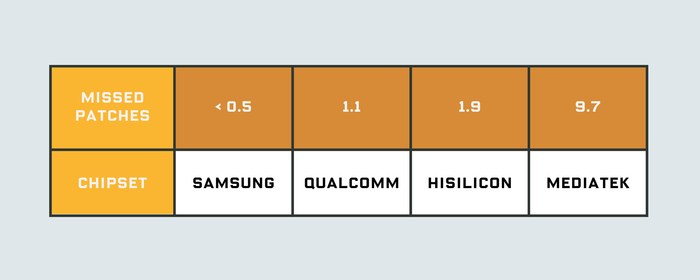 MISSED
PATCHES
< 0.5
1.1
1.9
9.7
CHIPSET
SAMSUNG
QUALCOMM
HISILICON
MEDIATEK